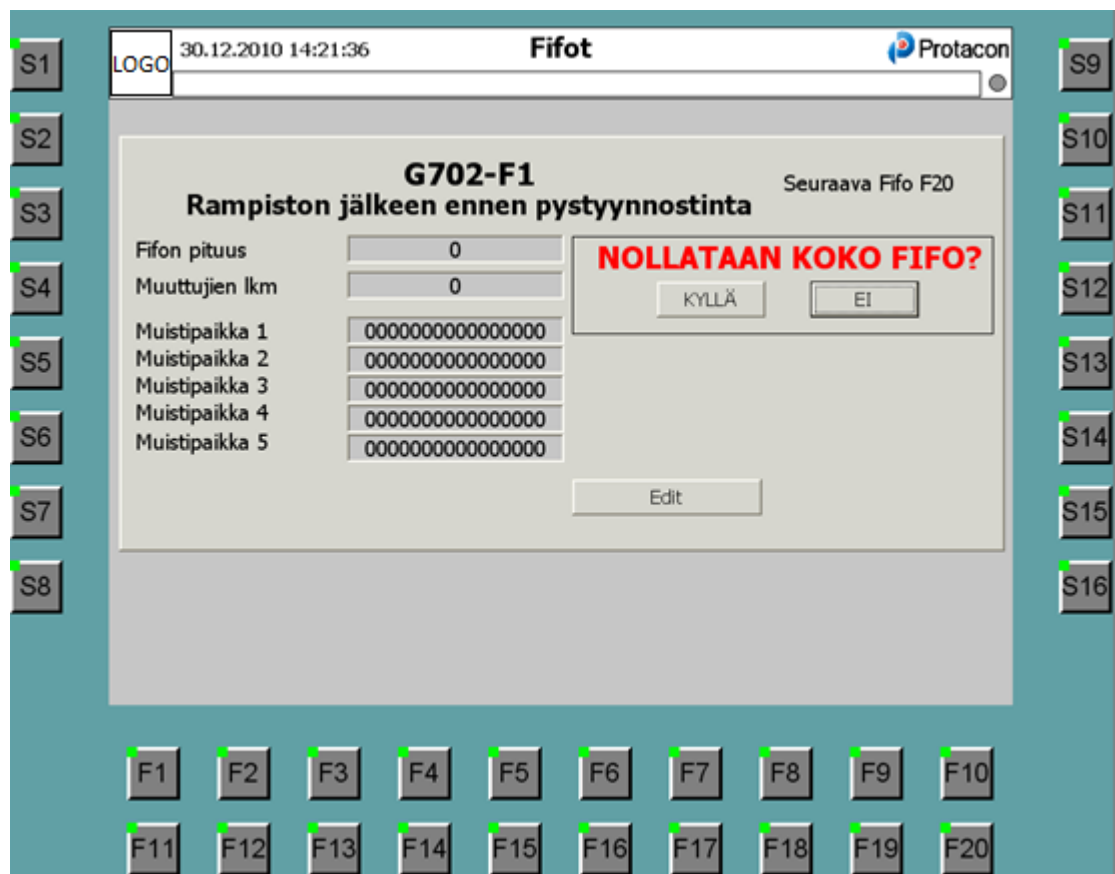 S1
S2
S3
S4
S5
S6
S7
S8
LOGO
30.12.2010 14:21:36
Fifot
Protacon
G702-F1
Rampiston jälkeen ennen pystyynnostinta
Seuraava Fifo F20
Fifon pituus 0
Muuttujien lkm 0
NOLLATAAN KOKO FIFO?
KYLLÄ EI
Muistipaikka 1 0000000000000000
Muistipaikka 2 0000000000000000
Muistipaikka 3 0000000000000000
Muistipaikka 4 0000000000000000
Muistipaikka 5 0000000000000000
Edit
S9
S10
S11
S12
S13
S14
S15
S16
F1 F2 F3 F4 F5 F6 F7 F8 F9 F10
F11 F12 F13 F14 F15 F16 F17 F18 F19 F20